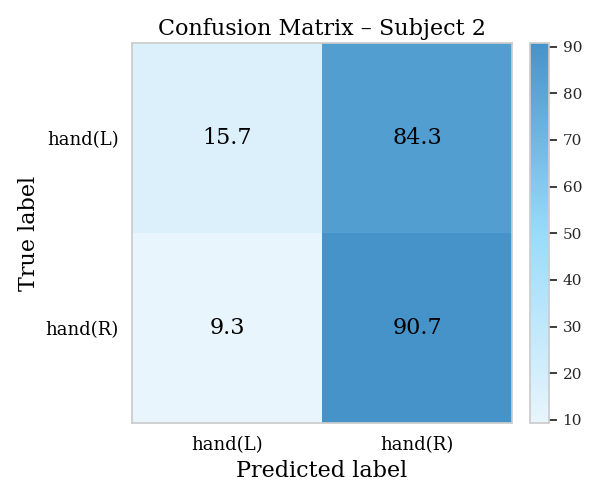 Confusion Matrix – Subject 2
True label
hand(L)
15.7
84.3
hand(R)
9.3
90.7
hand(L)
hand(R)
Predicted label
90
80
70
60
50
40
30
20
10